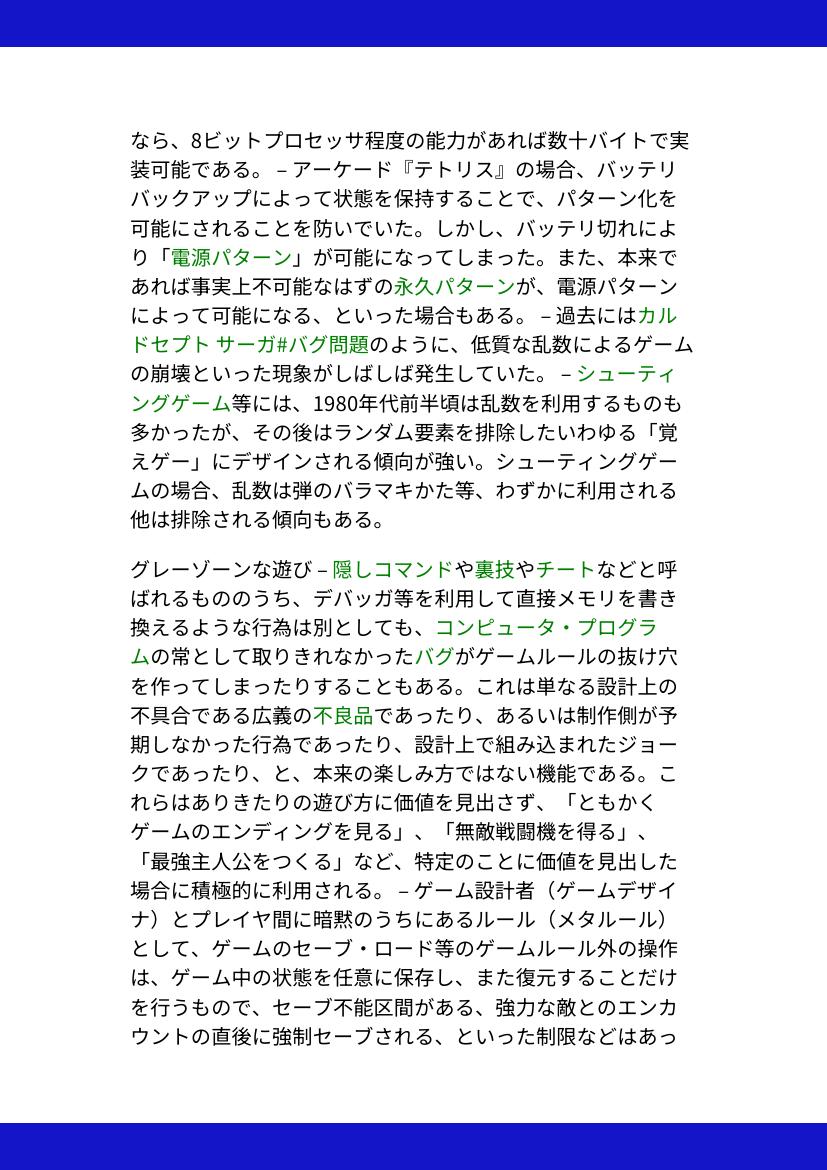 なら、8ビットプロセッサ程度の能力があれば数十バイトで実
装可能である。 – アーケード『テトリス』の場合、バッテリ
バックアップによって状態を保持することで、パターン化を
可能にされることを防いでいた。しかし、バッテリ切れによ
り「電源パターン」が可能になってしまった。また、本来で
あれば事実上不可能なはずの永久パターンが、電源パターン
によって可能になる、といった場合もある。 – 過去にはカル
ドセプト サーガ#バグ問題のように、低質な乱数によるゲーム
の崩壊といった現象がしばしば発生していた。 – シューティ
ングゲーム等には、1980年代前半頃は乱数を利用するものも
多かったが、その後はランダム要素を排除したいわゆる「覚
えゲー」にデザインされる傾向が強い。シューティングゲー
ムの場合、乱数は弾のバラマキかた等、わずかに利用される
他は排除される傾向もある。
グレーゾーンな遊び – 隠しコマンドや裏技やチートなどと呼
ばれるもののうち、デバッガ等を利用して直接メモリを書き
換えるような行為は別としても、コンピュータ・プログラ
ムの常として取りきれなかったバグがゲームルールの抜け穴
を作ってしまったりすることもある。これは単なる設計上の
不具合である広義の不良品であったり、あるいは制作側が予
期しなかった行為であったり、設計上で組み込まれたジョー
クであったり、と、本来の楽しみ方ではない機能である。こ
れらはありきたりの遊び方に価値を見出さず、「ともかく
ゲームのエンディングを見る」、「無敵戦闘機を得る」、
「最強主人公をつくる」など、特定のことに価値を見出した
場合に積極的に利用される。 – ゲーム設計者（ゲームデザイ
ナ）とプレイヤ間に暗黙のうちにあるルール（メタルール）
として、ゲームのセーブ・ロード等のゲームルール外の操作
は、ゲーム中の状態を任意に保存し、また復元することだけ
を行うもので、セーブ不能区間がある、強力な敵とのエンカ
ウントの直後に強制セーブされる、といった制限などはあっ